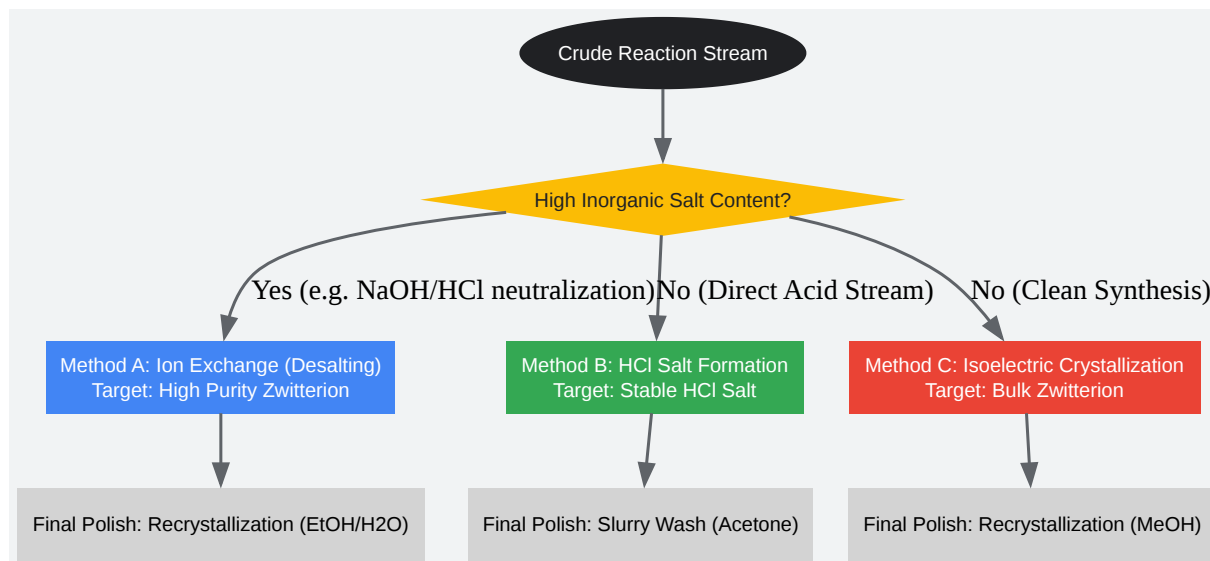 Crude Reaction Stream
High Inorganic Salt Content?
Yes (e.g. NaOH/HCl neutralization)
No (Direct Acid Stream)
No (Clean Synthesis)
Method A: Ion Exchange (Desalting)
Target: High Purity Zwitterion
Method B: HCl Salt Formation
Target: Stable HCl Salt
Method C: Isoelectric Crystallization
Target: Bulk Zwitterion
Final Polish: Recrystallization (EtOH/H2O)
Final Polish: Slurry Wash (Acetone)
Final Polish: Recrystallization (MeOH)